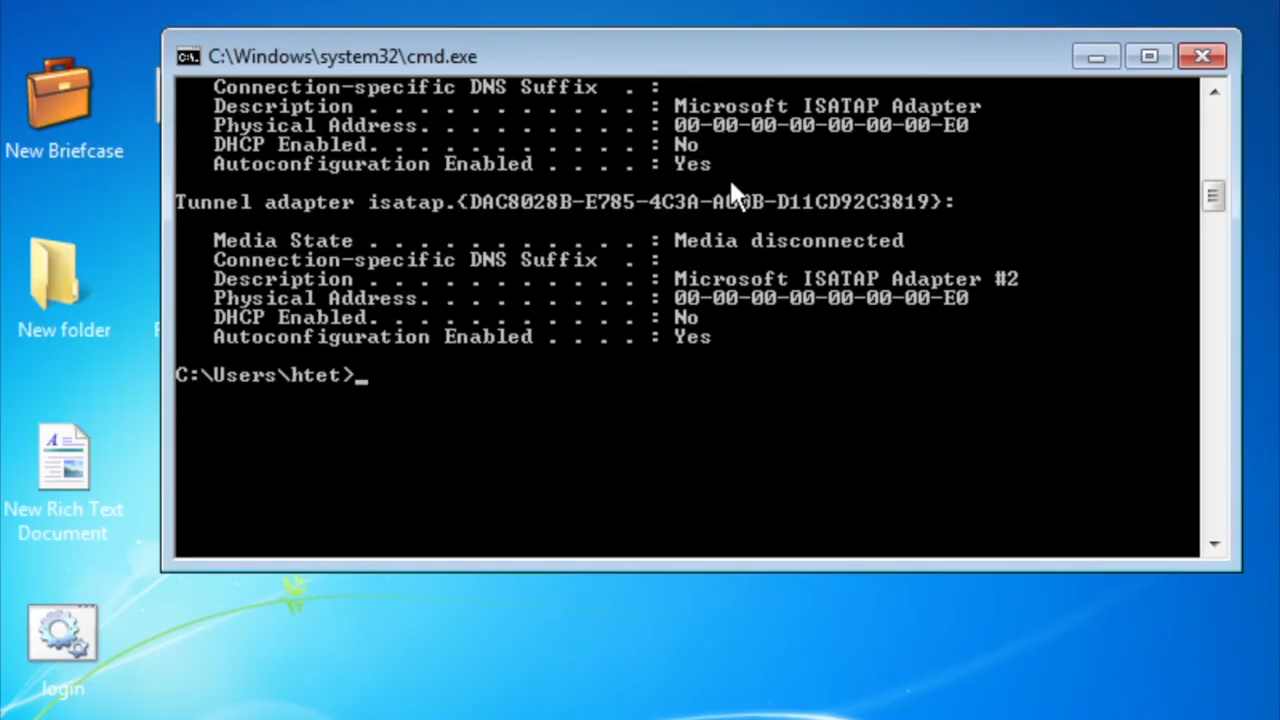 C:\Windows\system32\cmd.exe
Connection-specific DNS Suffix . :
Description . . . . . . . . . . . : Microsoft ISATAP Adapter
Physical Address. . . . . . . . . : 00-00-00-00-00-00-00-E0
DHCP Enabled. . . . . . . . . . . : No
Autoconfiguration Enabled . . . . : Yes
Tunnel adapter isatap.
Media State . . . . . . . . . . . : Media disconnected
Connection-specific DNS Suffix . :
Description . . . . . . . . . . . : Microsoft ISATAP Adapter #2
Physical Address. . . . . . . . . : 00-00-00-00-00-00-00-E0
DHCP Enabled. . . . . . . . . . . : No
Autoconfiguration Enabled . . . . : Yes
C:\Users\htet>_
New Briefcase
New folder
New Rich Text
Document
login